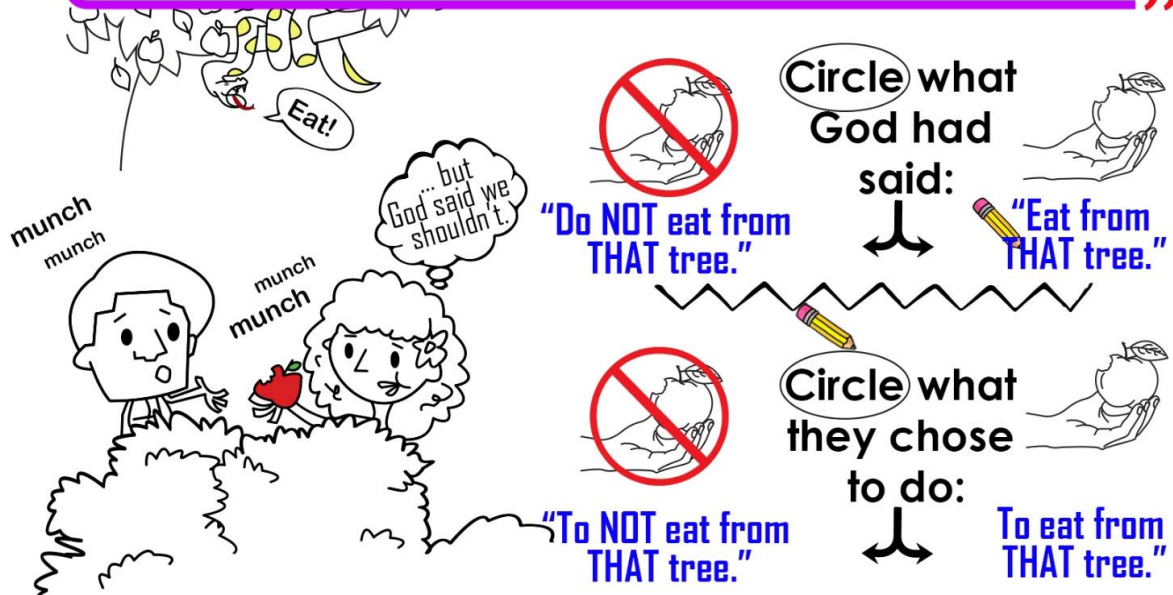 ”
Eat!
... but
God said we
shouldn't.
munch
munch
munch
munch
Circle what
God had
said:
“Do NOT eat from
THAT tree.”
“Eat from
THAT tree.”
Circle what
they chose
to do:
“To NOT eat from
THAT tree.”
To eat from
THAT tree.”